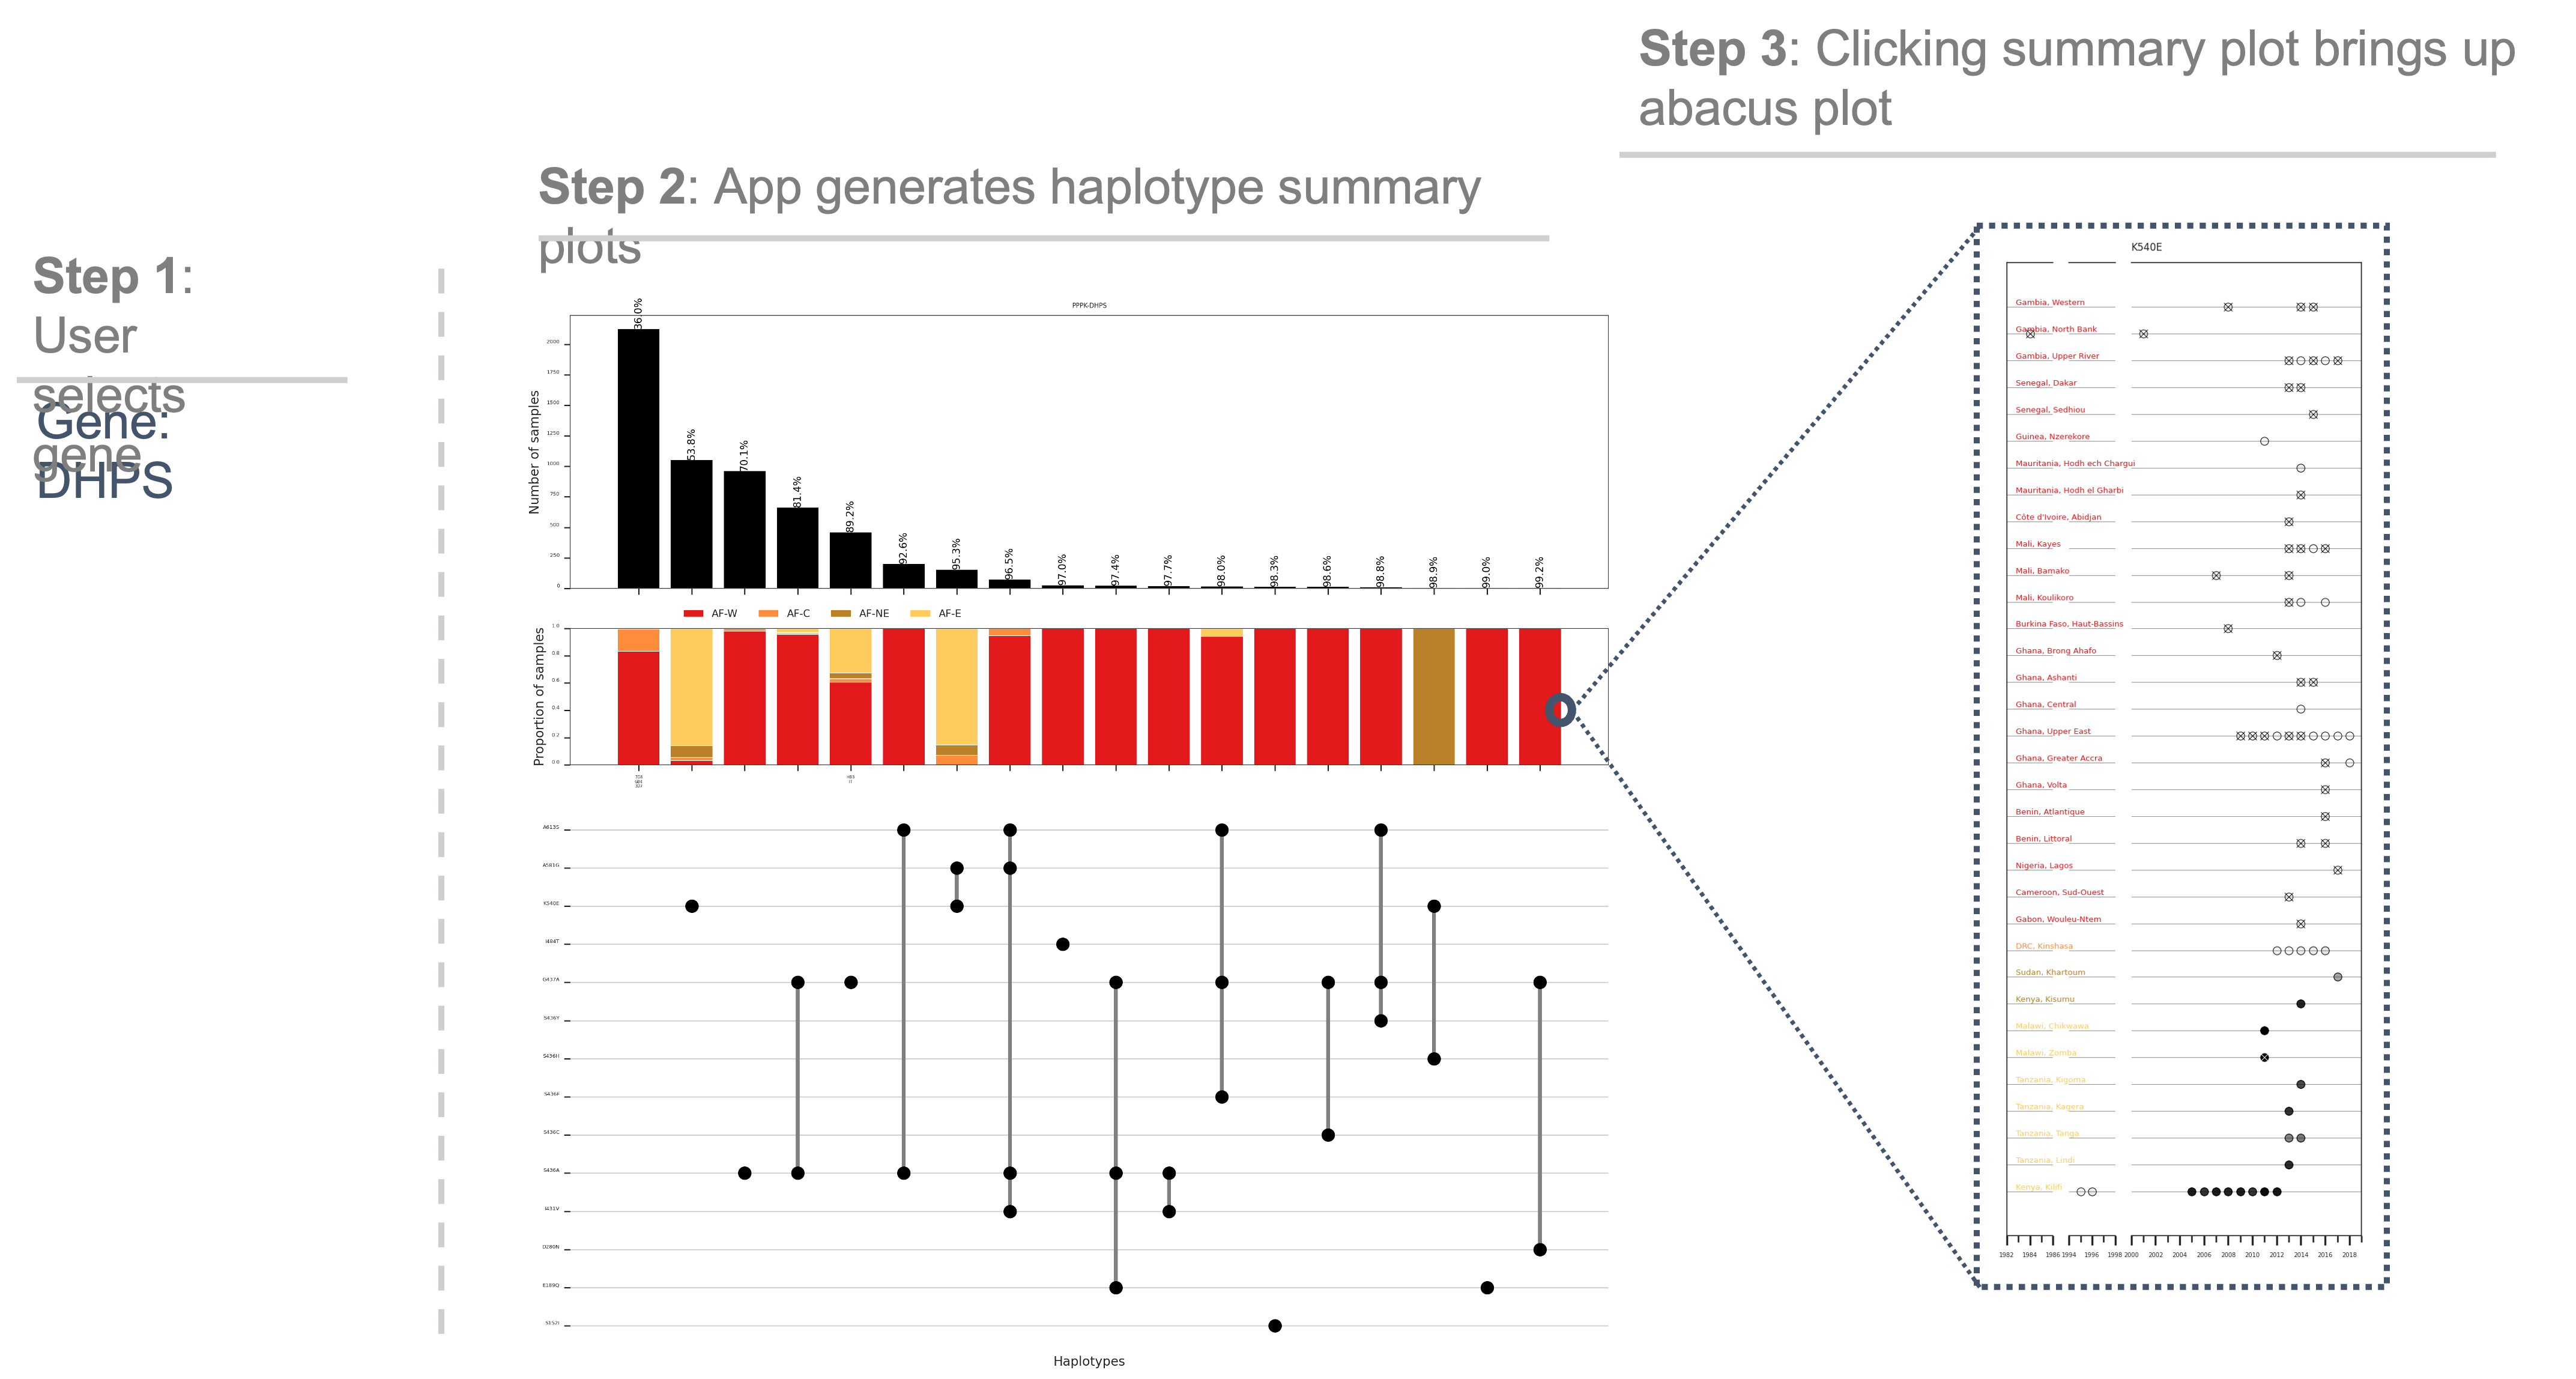 Step 1:
User
selects
gene
Gene:
DHPS
Step 2: App generates haplotype summary
plots
PPPK-DHPS
Number of samples
2000
1750
1500
1250
1000
750
500
250
0
36.0%
53.8%
70.1%
81.4%
89.2%
92.6%
95.3%
96.5%
97.0%
97.4%
97.7%
98.0%
98.3%
98.6%
98.8%
98.9%
99.0%
99.2%
AF-W AF-C AF-NE AF-E
Proportion of samples
1.0
0.8
0.6
0.4
0.2
0.0
A613S
A581G
K540E
I484T
G437A
S436Y
S436H
S436F
S436C
S436A
I431V
D280N
E189Q
Haplotypes
Step 3: Clicking summary plot brings up
abacus plot
K540E
Gambia, Western
Gambia, North Bank
Gambia, Upper River
Senegal, Dakar
Senegal, Sedhiou
Guinea, Nzerekore
Mauritania, Hodh ech Chargui
Mauritania, Hodh el Gharbi
Côte d'Ivoire, Abidjan
Mali, Kayes
Mali, Bamako
Mali, Koulikoro
Burkina Faso, Haut-Bassins
Ghana, Brong Ahafo
Ghana, Ashanti
Ghana, Central
Ghana, Upper East
Ghana, Greater Accra
Ghana, Volta
Benin, Atlantique
Benin, Littoral
Nigeria, Lagos
Cameroon, Sud-Ouest
Gabon, Wouleu-Ntem
DRC, Kinshasa
Sudan, Khartoum
Kenya, Kisumu
Malawi, Chikwawa
Malawi, Zomba
Tanzania, Kigoma
Tanzania, Kagera
Tanzania, Tanga
Tanzania, Lindi
Kenya, Kilifi
1982 1984 1986 1994 1996 1998 2000 2002 2004 2006 2008 2010 2012 2014 2016 2018